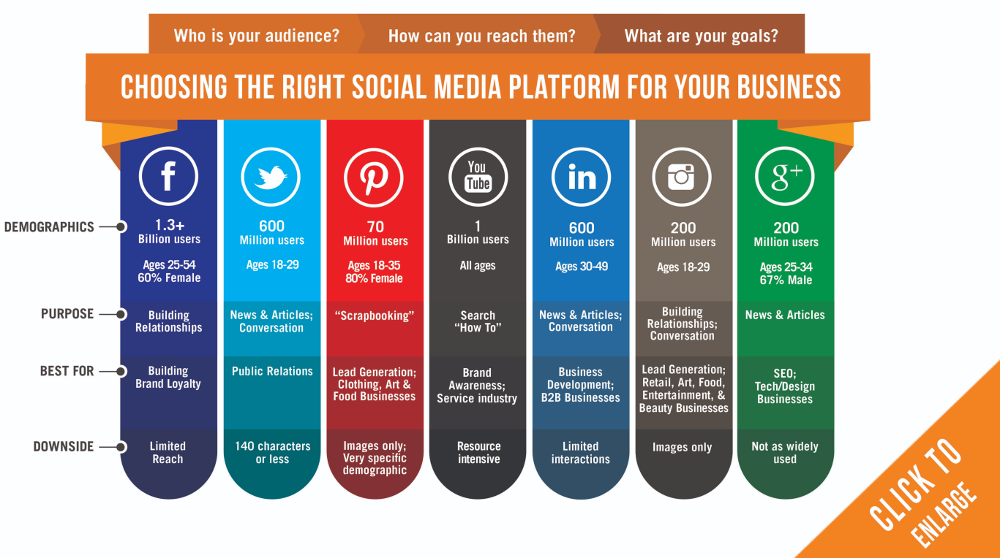 Who is your audience?
How can you reach them?
What are your goals?
CHOOSING THE RIGHT SOCIAL MEDIA PLATFORM FOR YOUR BUSINESS
f
You
Tube
in
g+
DEMOGRAPHICS
1.3+
Billion users
Ages 25-54
60% Female
600
Million users
Ages 18-29
70
Million users
Ages 18-35
80% Female
1
Billion users
All ages
600
Million users
Ages 30-49
200
Million users
Ages 18-29
200
Million users
Ages 25-34
67% Male
PURPOSE
Building
Relationships
News & Articles;
Conversation
“Scrapbooking”
Search
“How To”
News & Articles;
Conversation
Building
Relationships;
Conversation
News & Articles
BEST FOR
Building
Brand Loyalty
Public Relations
Lead Generation;
Clothing, Art &
Food Businesses
Brand
Awareness;
Service industry
Business
Development;
B2B Businesses
Lead Generation;
Retail, Art, Food,
Entertainment, &
Beauty Businesses
SEO;
Tech/Design
Businesses
DOWNSIDE
Limited
Reach
140 characters
or less
Images only;
Very specific
demographic
Resource
intensive
Limited
interactions
Images only
Not as widely
used
CLICK TO
ENLARGE